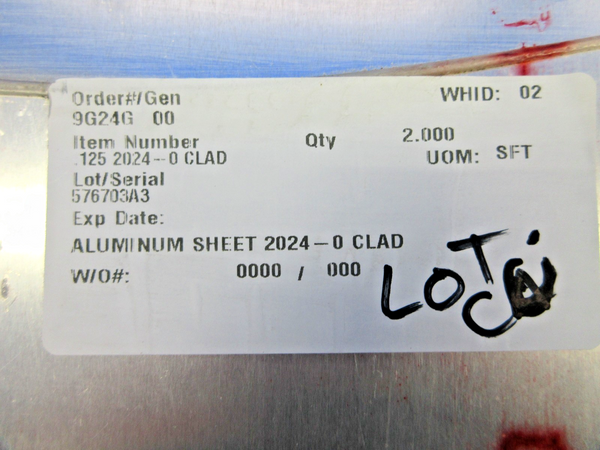 Order#/Gen
WHID: 02
9G24G 00
Item Number
Qty
2.000
.125 2024-0 CLAD
UOM: SFT
Lot/Serial
576703A3
Exp Date:
ALUMINUM SHEET 2024-0 CLAD
W/O#:
0000 / 000
LOT